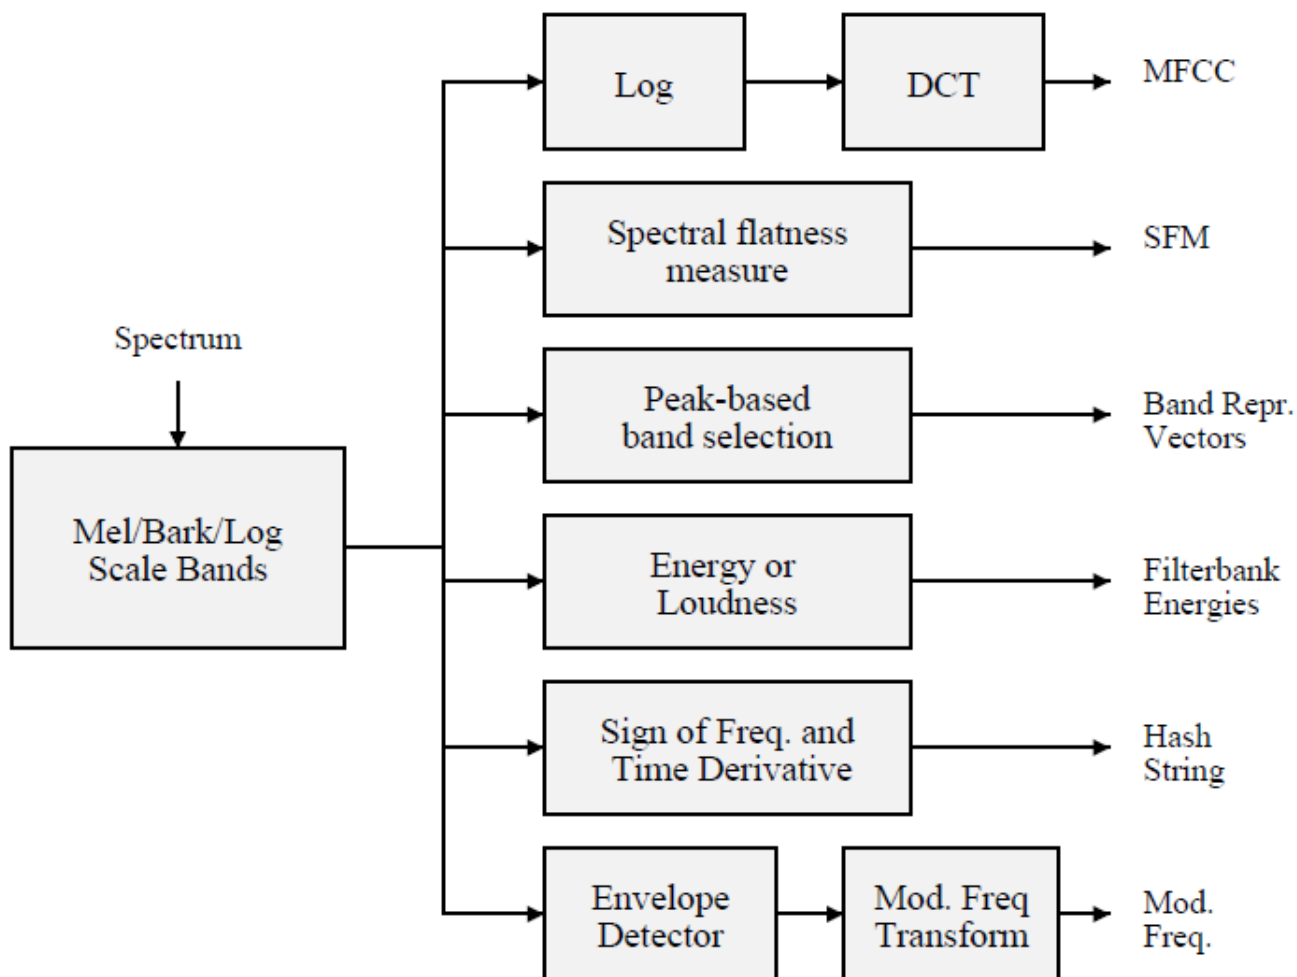 Log
DCT
MFCC
Spectral flatness
measure
SFM
Spectrum
Peak-based
band selection
Band Repr.
Vectors
Mel/Bark/Log
Scale Bands
Energy or
Loudness
Filterbank
Energies
Sign of Freq. and
Time Derivative
Hash
String
Envelope
Detector
Mod. Freq
Transform
Mod.
Freq.